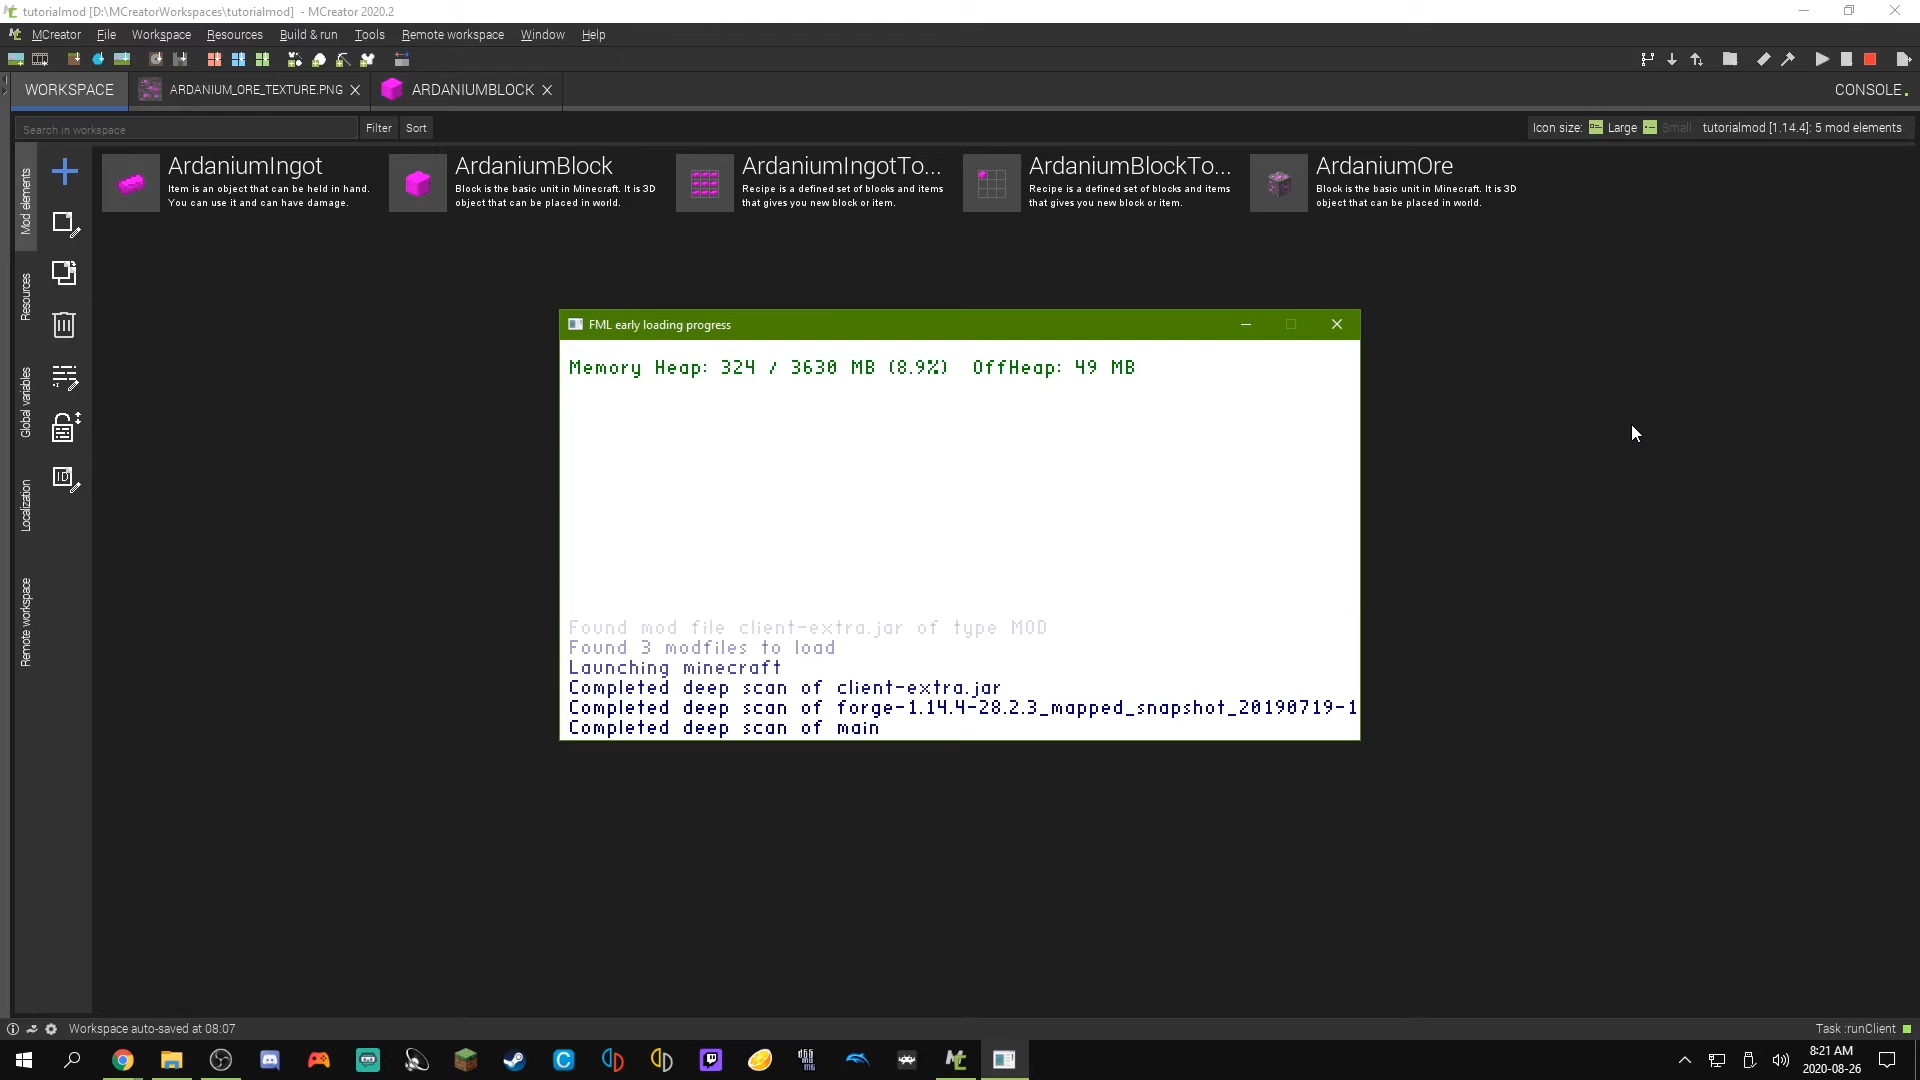 tutorialmod [D:\MCreatorWorkspaces\tutorialmod] - MCreator 2020.2
MCreator File Workspace Resources Build & run Tools Remote workspace Window Help
WORKSPACE ARDANIUM_ORE_TEXTURE.PNG ARDANIUMBLOCK CONSOLE
Search in workspace Filter Sort Icon size: Large Small tutorialmod [1.14.4]: 5 mod elements
Mod elements
Resources
Global variables
Localization
Remote workspace
ArdaniumIngot
Item is an object that can be held in hand.
You can use it and can have damage.
ArdaniumBlock
Block is the basic unit in Minecraft. It is 3D
object that can be placed in world.
ArdaniumIngotTo...
Recipe is a defined set of blocks and items
that gives you new block or item.
ArdaniumBlockTo...
Recipe is a defined set of blocks and items
that gives you new block or item.
ArdaniumOre
Block is the basic unit in Minecraft. It is 3D
object that can be placed in world.
ID
FML early loading progress
Memory Heap: 324 / 3630 MB (8.9%) OffHeap: 49 MB
Found mod file client-extra.jar of type MOD
Found 3 modfiles to load
Launching minecraft
Completed deep scan of client-extra.jar
Completed deep scan of forge-1.14.4-28.2.3_mapped_snapshot_20190719-1
Completed deep scan of main
Workspace auto-saved at 08:07 Task :runClient
8:21 AM
2020-08-26